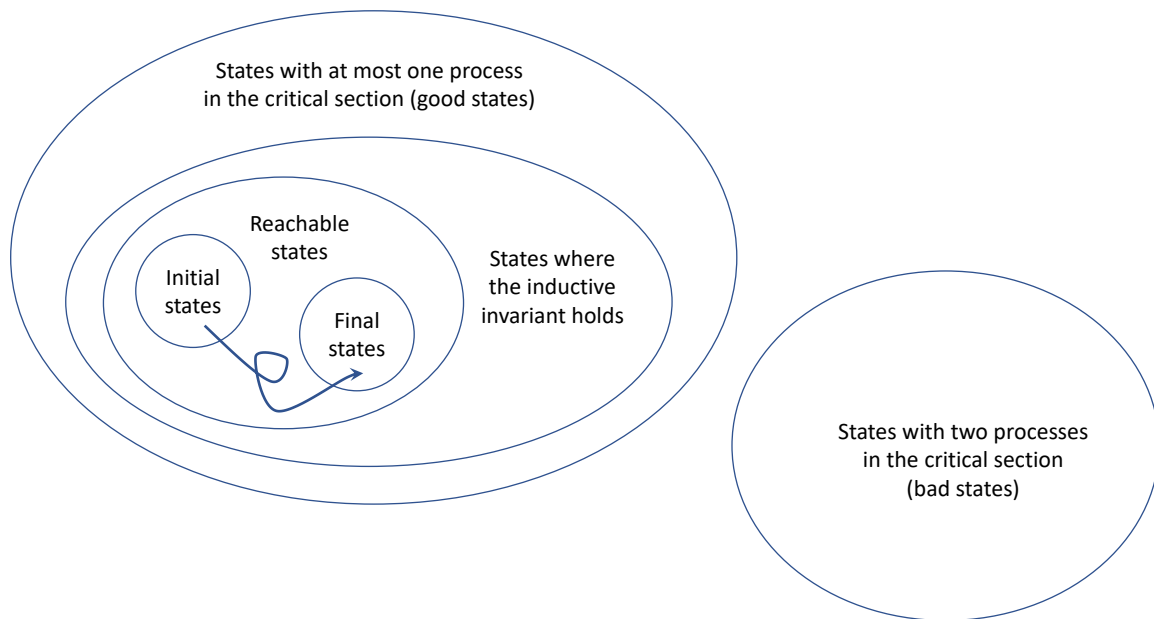 States with at most one process
in the critical section (good states)
Reachable
states
Initial
states
States where
the inductive
invariant holds
Final
states
States with two processes
in the critical section
(bad states)